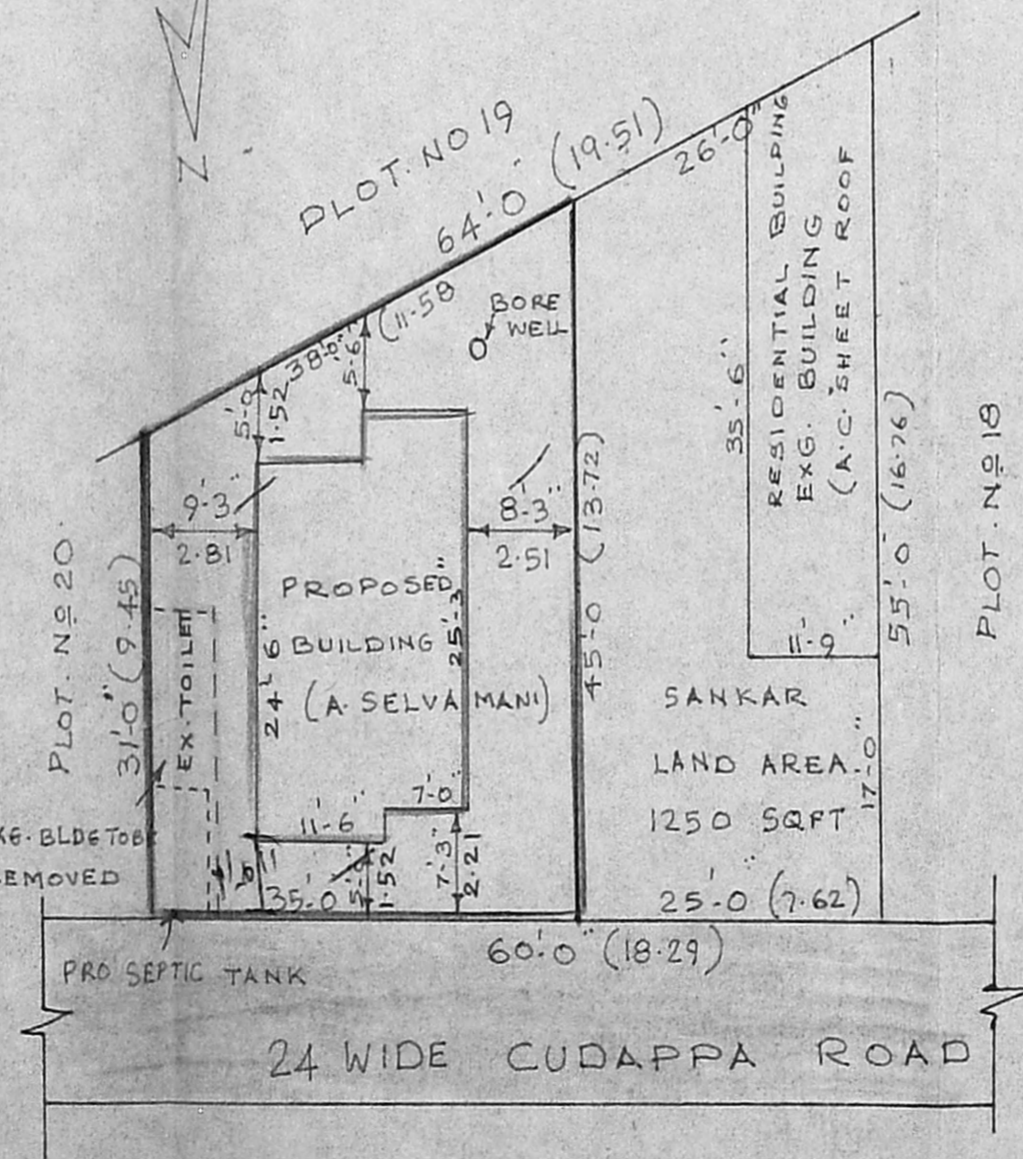 N
PLOT. NO 19
64'-0 (19.51)
26'-0"
38'-0" (11.58
BORE
WELL
5'-0
1.52
5'-6"
9'-3"
2.81
8'-3"
2.51
PLOT. Nº 20
31'-0" (9.45)
EX. TOILET
24'6"
PROPOSED
BUILDING
(A. SELVA MANI)
25'-3"
45'-0 (13.72)
35'-6"
RESIDENTIAL BUILDING
EXG. BUILDING
(A.C. SHEET ROOF
55'-0" (16.76)
PLOT. Nº 18
11'-9"
SANKAR
LAND AREA.
1250 SQFT
17'-0"
25'-0" (7.62)
7'-0"
11'-6
BLDG TO B
EMOVED
35'-0
5'-0"
1.52
7'-3"
2.21
60'-0" (18.29)
PRO SEPTIC TANK
24 WIDE CUDAPPA ROAD